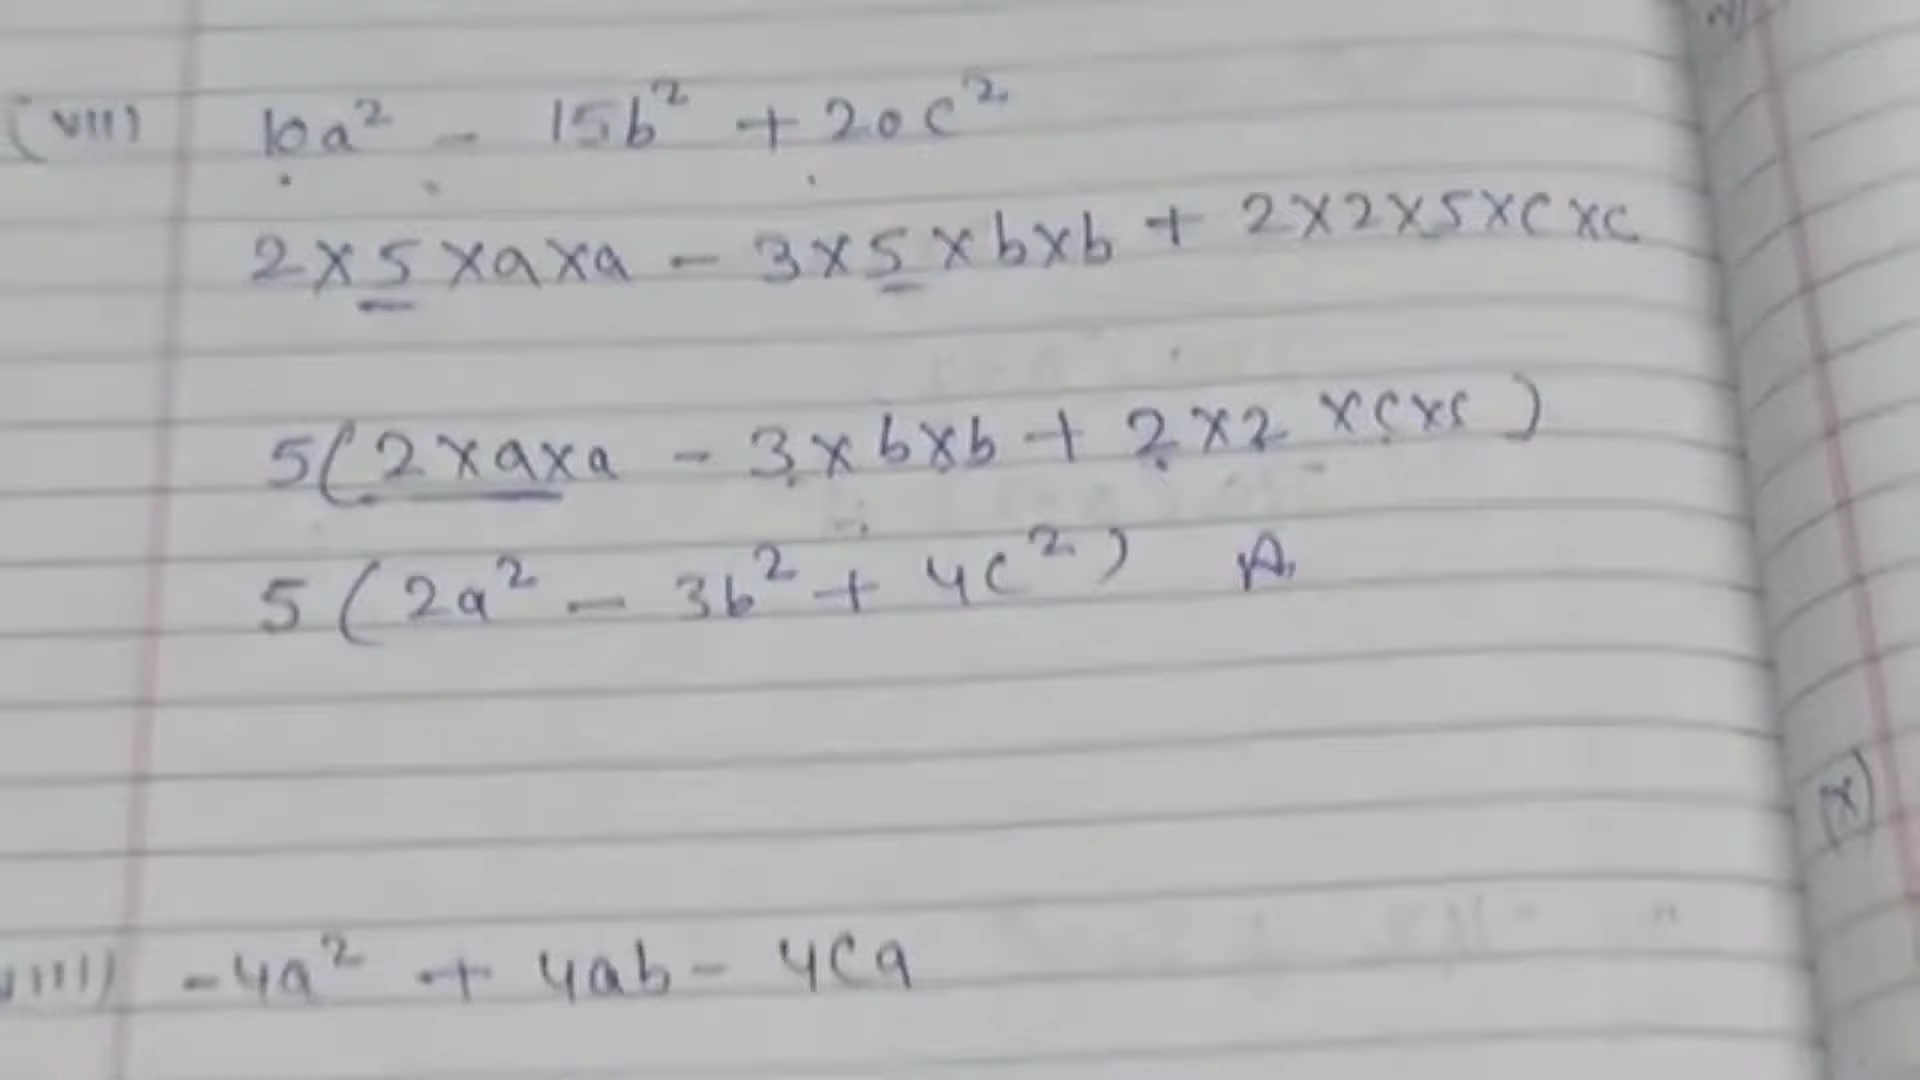 (VII) 10a² - 15b² + 20c²
2×5×a×a - 3×5×b×b + 2×2×5×c×c
5(2×a×a - 3×b×b + 2×2×c×c)
5(2a² - 3b² + 4c²) A
VIII) -4a² + 4ab - 4ca
(X)